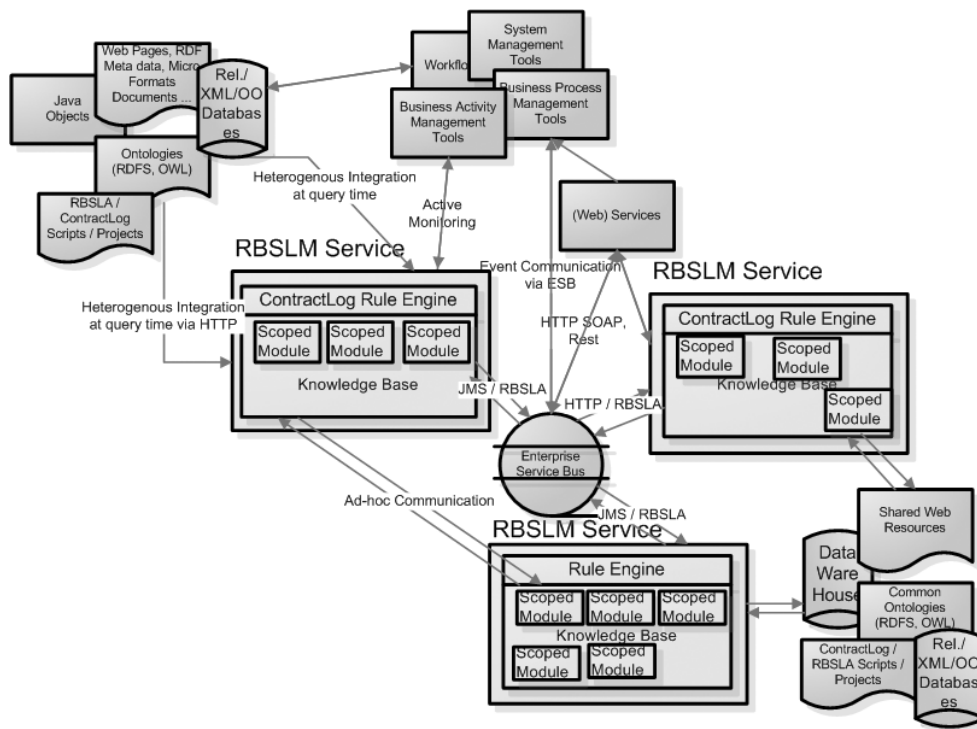 System
Management
Tools
Web Pages, RDF
Meta data, Micro
Formats
Documents ...
Rel./
XML/OO
Databas
es
Java
Objects
Business Process
Management
Tools
Business Activity
Management
Tools
Ontologies
(RDFS, OWL)
Heterogenous Integration
at query time
RBSLA /
ContractLog
Scripts / Projects
Active
Monitoring
(Web) Services
RBSLM Service
Event Communication
via ESB
RBSLM Service
ContractLog Rule Engine
Scoped
Module
Scoped
Module
Scoped
Module
Knowledge Base
Heterogenous Integration
at query time via HTTP
HTTP SOAP,
Rest
ContractLog Rule Engine
Scoped
Module
Scoped
Module
Knowledge Base
Scoped
Module
JMS / RBSLA
HTTP / RBSLA
Enterprise
Service Bus
Ad-hoc Communication
JMS / RBSLA
RBSLM Service
Rule Engine
Scoped
Module
Scoped
Module
Scoped
Module
Knowledge Base
Scoped
Module
Scoped
Module
Shared Web
Resources
Data
Ware
House
Common
Ontologies
(RDFS, OWL)
ContractLog /
RBSLA Scripts /
Projects
Rel./
XML/OO
Databas
es